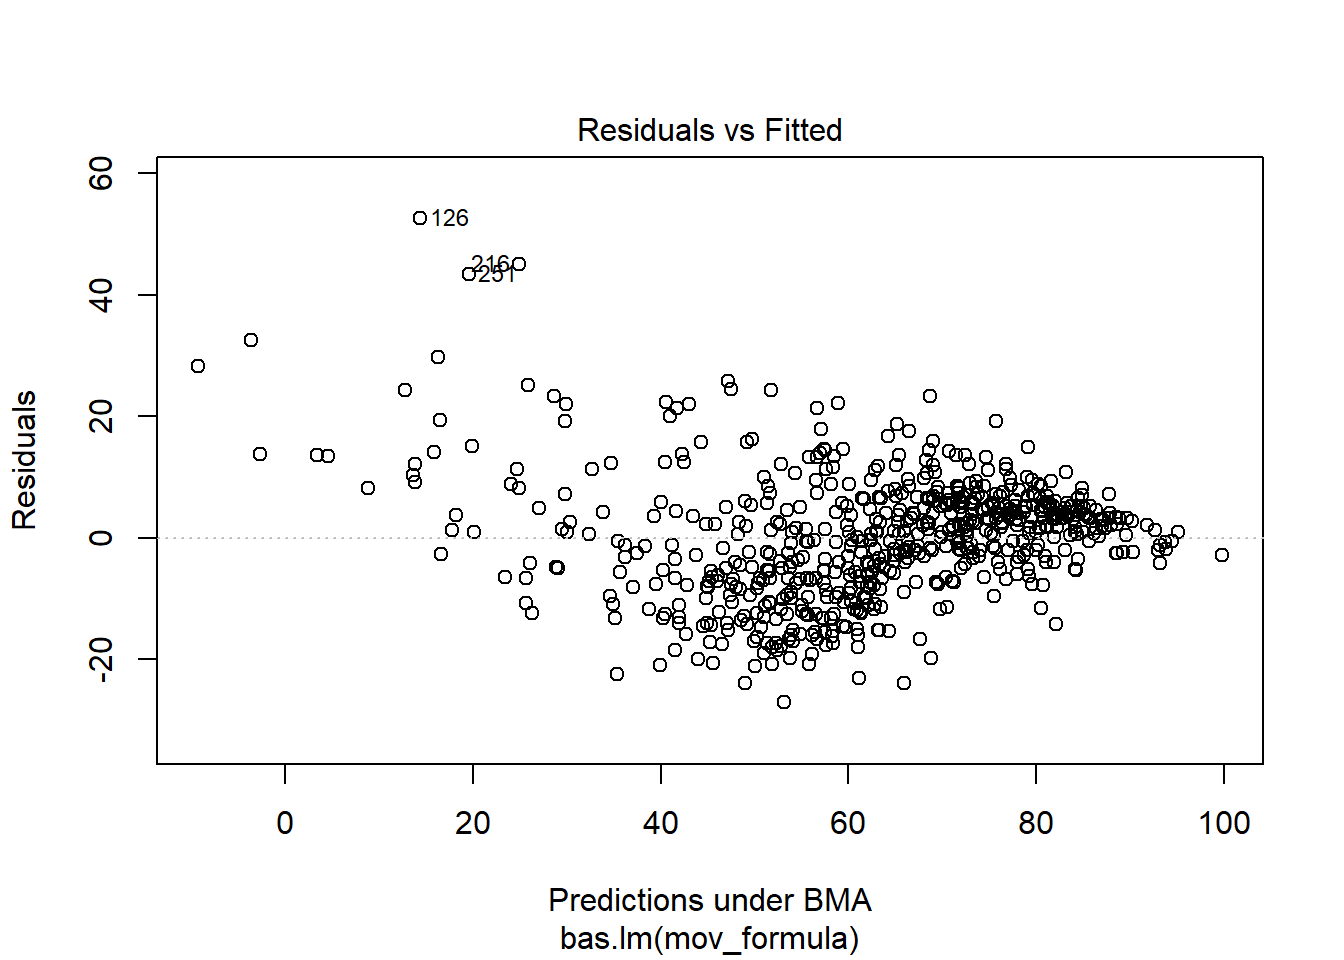 Residuals vs Fitted
60
40
20
0
-20
Residuals
126
216
251
0 20 40 60 80 100
Predictions under BMA
bas.lm(mov_formula)